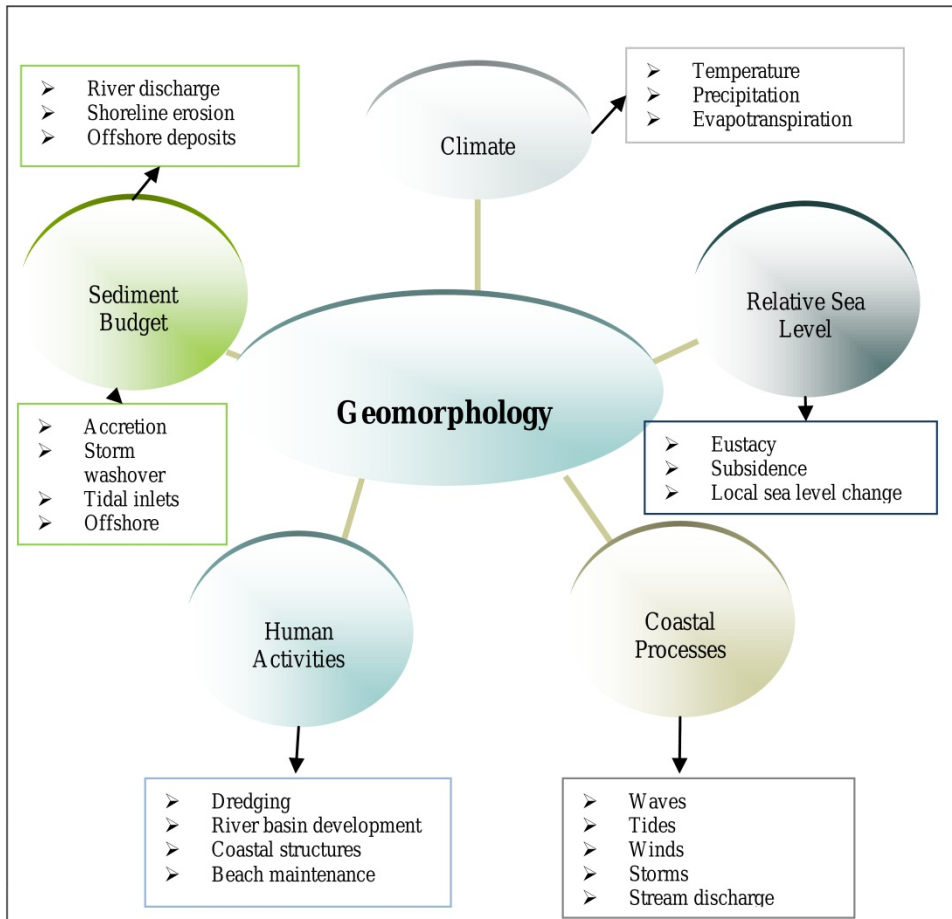 River discharge
Shoreline erosion
Offshore deposits
Climate
Temperature
Precipitation
Evapotranspiration
Sediment
Budget
Relative Sea
Level
Geomorphology
Accretion
Storm
washover
Tidal inlets
Offshore
Eustacy
Subsidence
Local sea level change
Human
Activities
Coastal
Processes
Dredging
River basin development
Coastal structures
Beach maintenance
Waves
Tides
Winds
Storms
Stream discharge